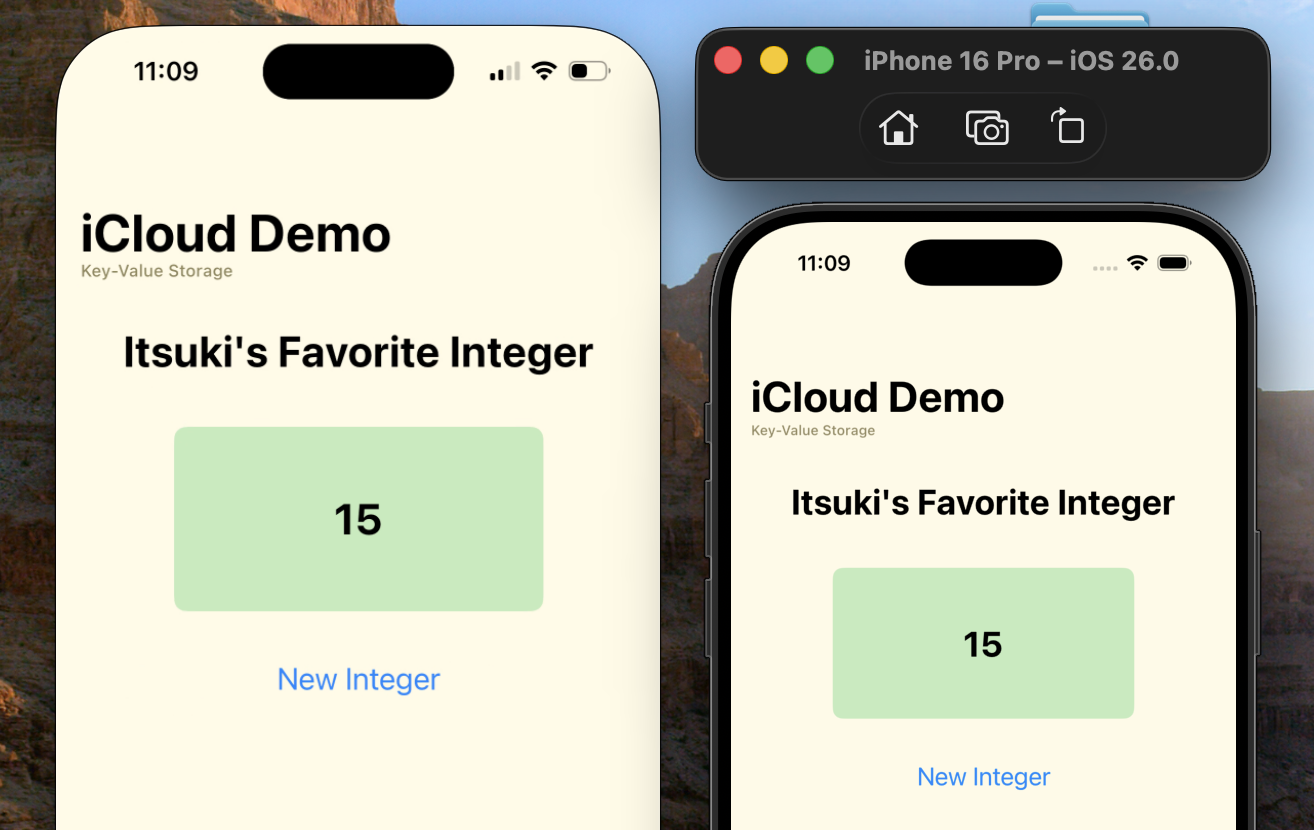 11:09
iCloud Demo
Key-Value Storage
Itsuki's Favorite Integer
15
New Integer
iPhone 16 Pro – iOS 26.0
11:09
iCloud Demo
Key-Value Storage
Itsuki's Favorite Integer
15
New Integer